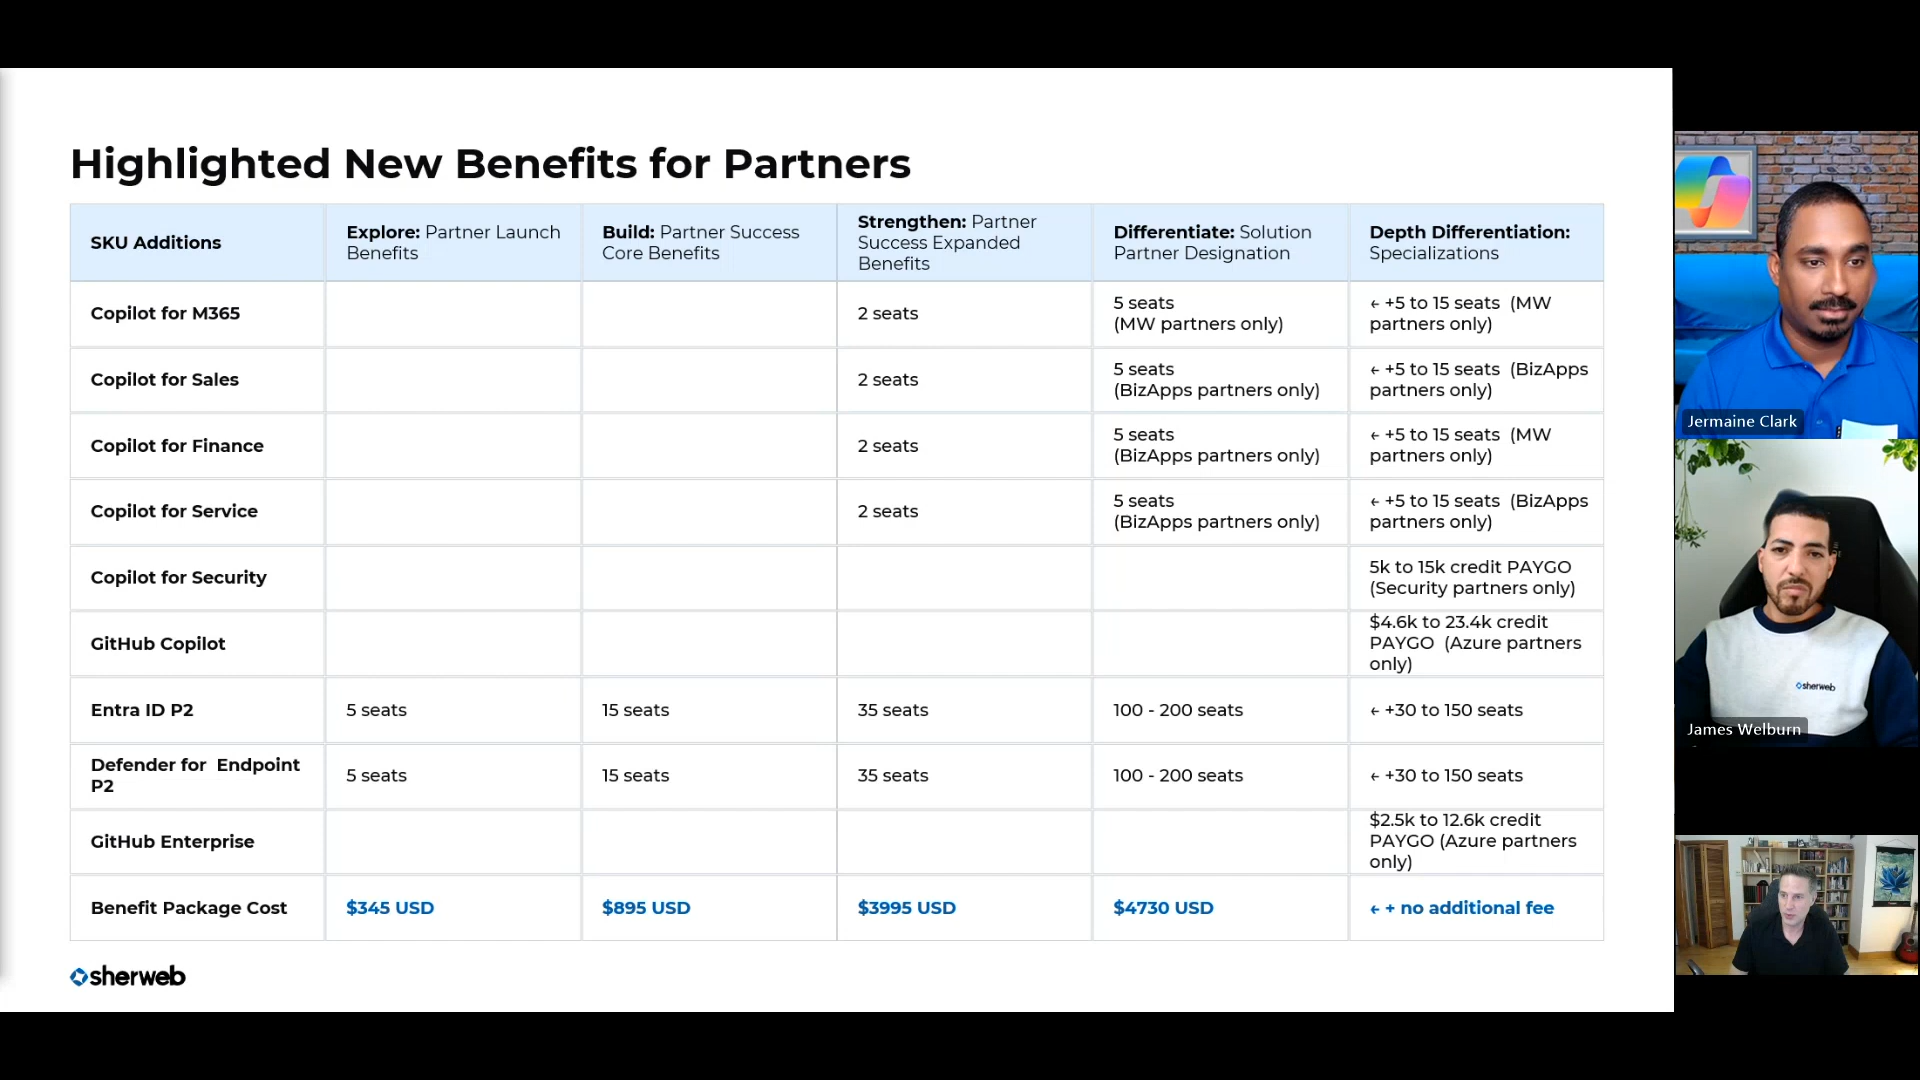 Highlighted New Benefits for Partners
SKU Additions
Explore: Partner Launch
Benefits
Build: Partner Success
Core Benefits
Strengthen: Partner
Success Expanded
Benefits
Differentiate: Solution
Partner Designation
Depth Differentiation:
Specializations
Copilot for M365
2 seats
5 seats
(MW partners only)
← +5 to 15 seats (MW
partners only)
Copilot for Sales
2 seats
5 seats
(BizApps partners only)
← +5 to 15 seats (BizApps
partners only)
Copilot for Finance
2 seats
5 seats
(BizApps partners only)
← +5 to 15 seats (MW
partners only)
Copilot for Service
2 seats
5 seats
(BizApps partners only)
← +5 to 15 seats (BizApps
partners only)
Copilot for Security
5k to 15k credit PAYGO
(Security partners only)
GitHub Copilot
$4.6k to 23.4k credit
PAYGO (Azure partners
only)
Entra ID P2
5 seats
15 seats
35 seats
100 - 200 seats
← +30 to 150 seats
Defender for Endpoint
P2
5 seats
15 seats
35 seats
100 - 200 seats
← +30 to 150 seats
GitHub Enterprise
$2.5k to 12.6k credit
PAYGO (Azure partners
only)
Benefit Package Cost
$345 USD
$895 USD
$3995 USD
$4730 USD
← + no additional fee
sherweb
Jermaine Clark
sherweb
James Welburn